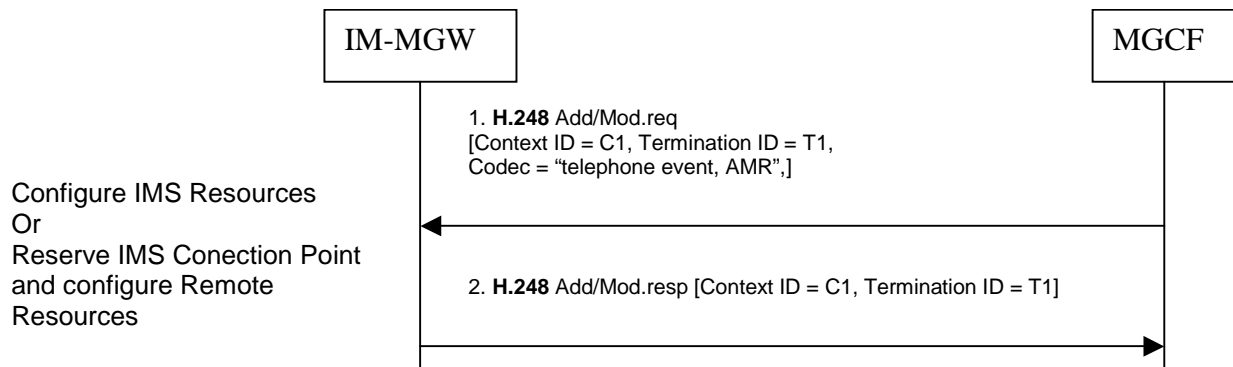 IM-MGW
MGCF
1. H.248 Add/Mod.req
[Context ID = C1, Termination ID = T1,
Codec = “telephone event, AMR”,]
Configure IMS Resources
Or
Reserve IMS Conection Point
and configure Remote
Resources
2. H.248 Add/Mod.resp [Context ID = C1, Termination ID = T1]